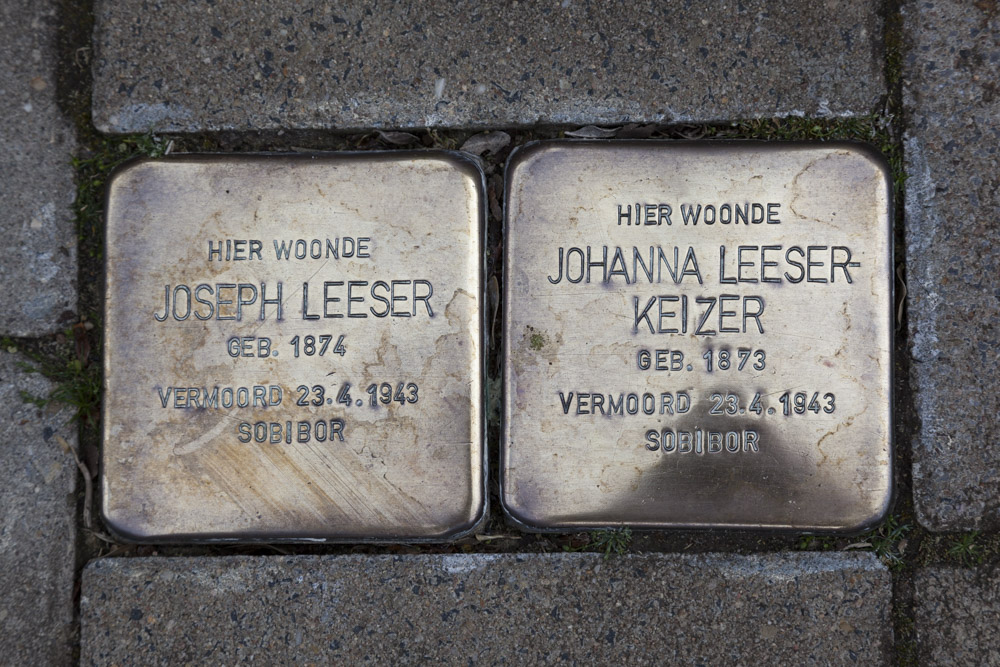 HIER WOONDE
JOSEPH LEESER
GEB. 1874
VERMOORD 23.4.1943
SOBIBOR
HIER WOONDE
JOHANNA LEESER-
KEIZER
GEB. 1873
VERMOORD 23.4.1943
SOBIBOR